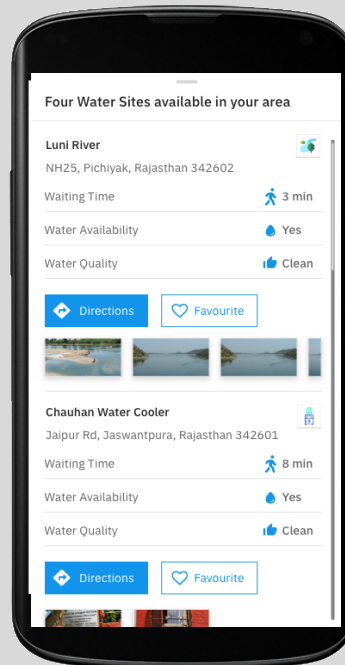 Four Water Sites available in your area
Luni River
NH25, Pichiyak, Rajasthan 342602
Waiting Time 3 min
Water Availability Yes
Water Quality Clean
Directions Favourite
Chauhan Water Cooler
Jaipur Rd, Jaswantpura, Rajasthan 342601
Waiting Time 8 min
Water Availability Yes
Water Quality Clean
Directions Favourite